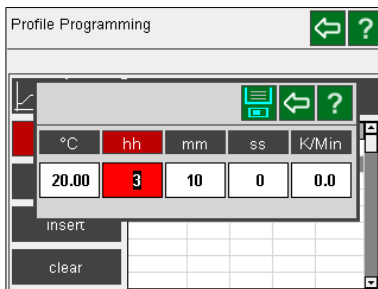 Profile Programming
?
?
°C hh mm ss K/Min
20.00 3 10 0 0.0
insert
clear